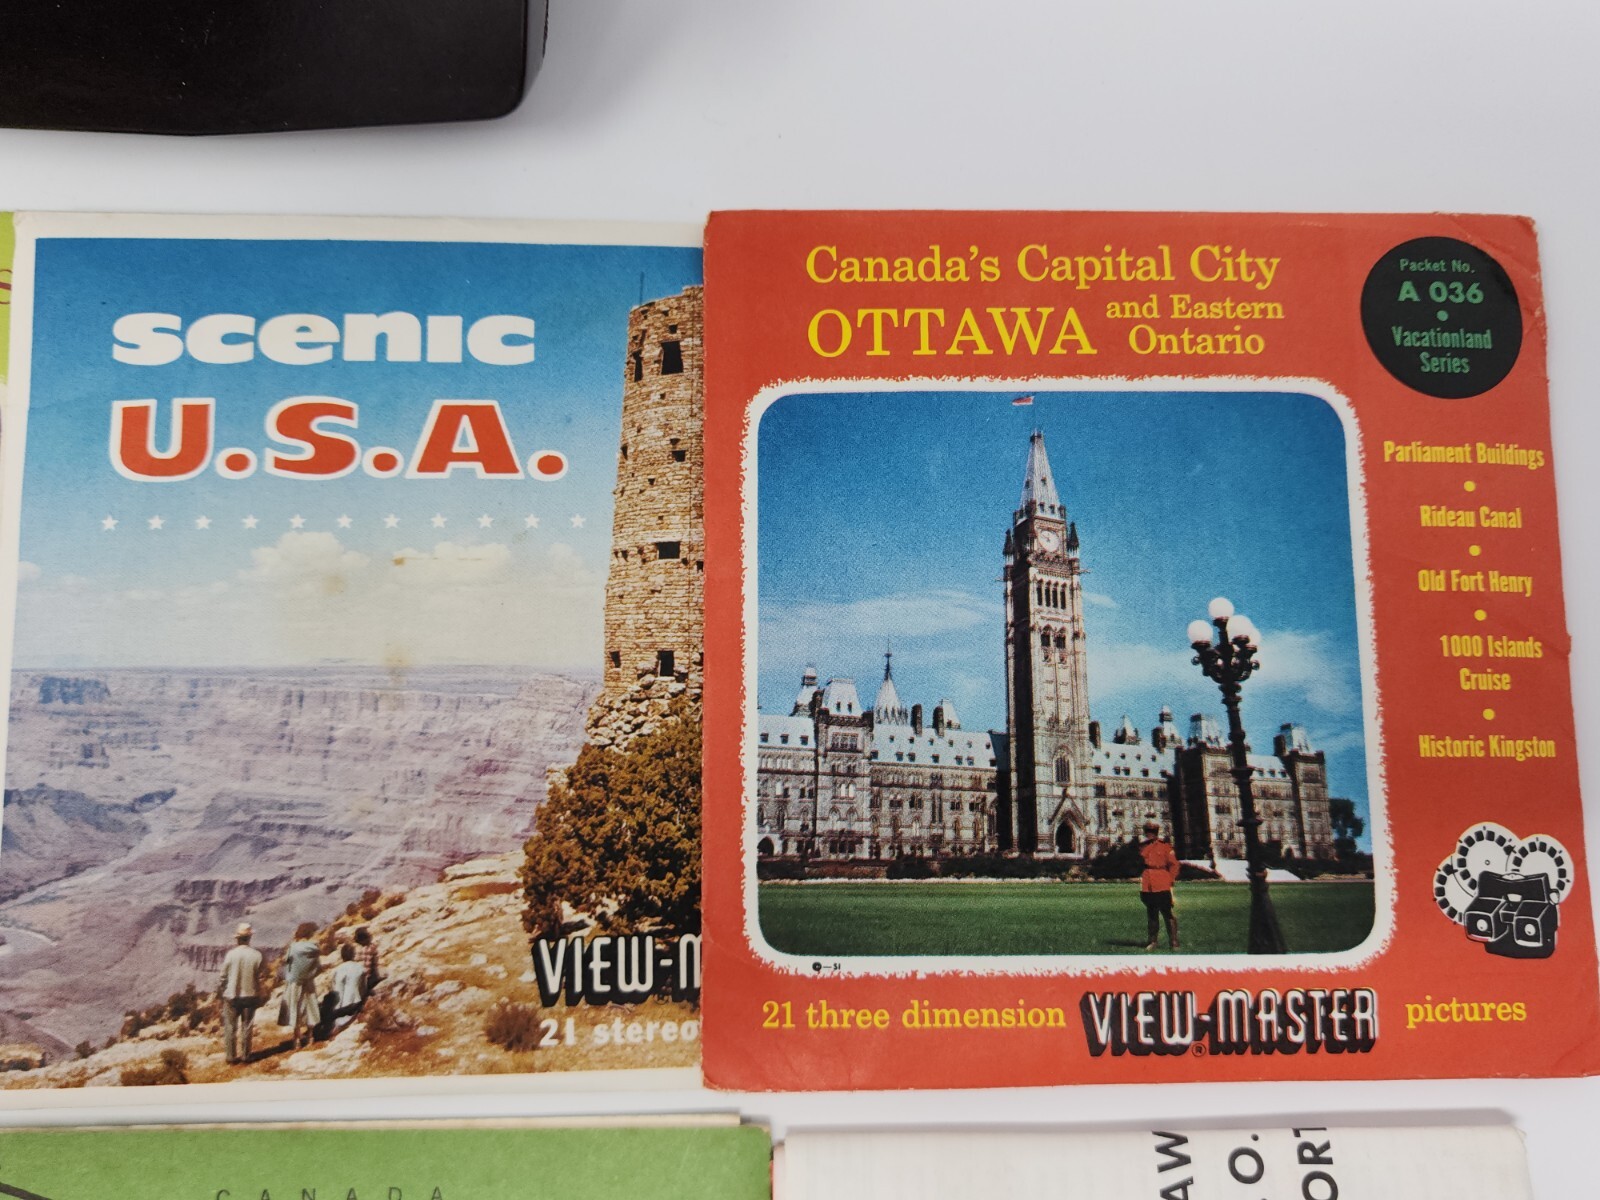 scenic
U.S.A.
VIEW-M
21 stereo
Canada's Capital City
OTTAWA and Eastern
Ontario
Packet No.
A 036
Vacationland
Series
Parliament Buildings
Rideau Canal
Old Fort Henry
1000 Islands
Cruise
Historic Kingston
21 three dimension VIEW-MASTER® pictures
CANADA